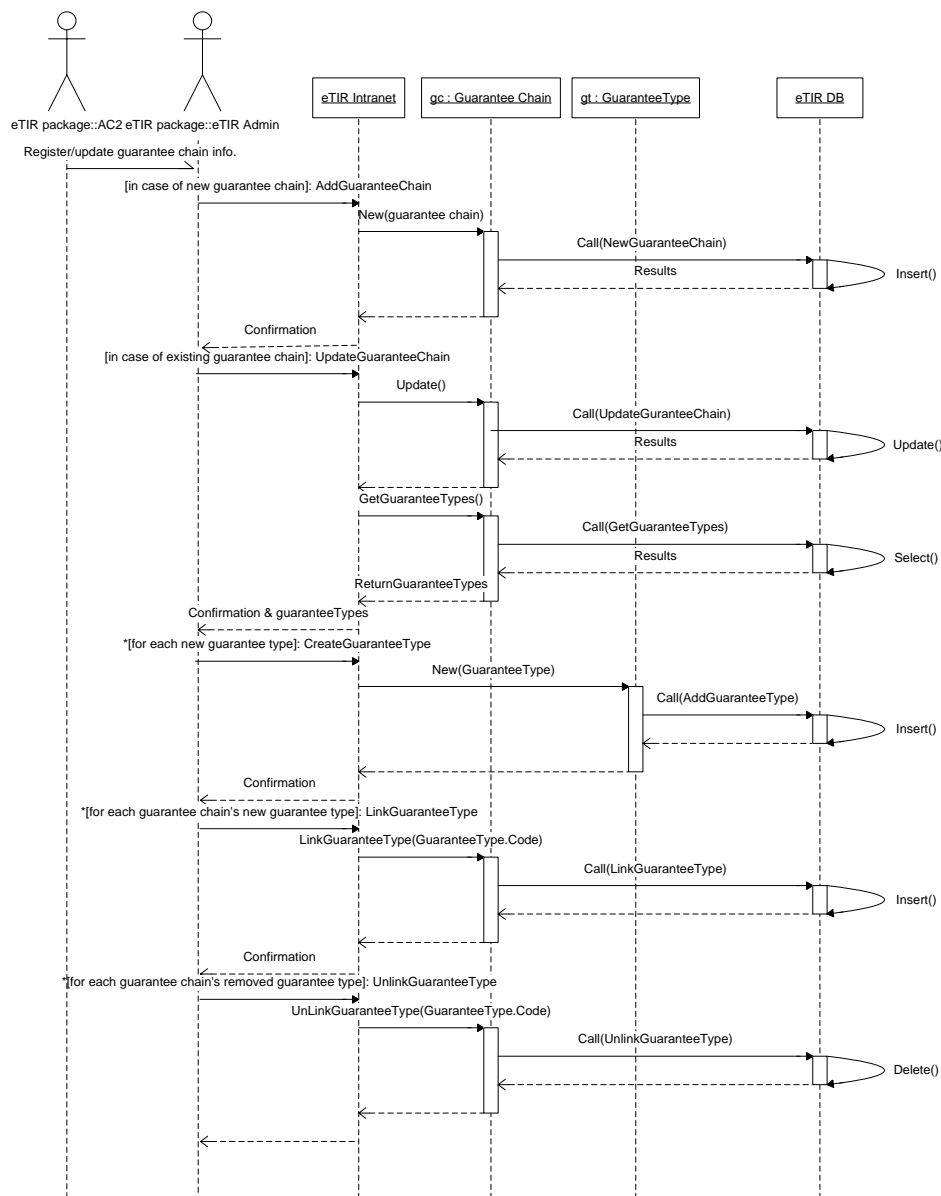 eTIR Intranet
gc : Guarantee Chain
gt : GuaranteeType
eTIR DB
eTIR package::AC2
eTIR package::eTIR Admin
Register/update guarantee chain info.
[in case of new guarantee chain]: AddGuaranteeChain
New(guarantee chain)
Call(NewGuaranteeChain)
Results
Insert()
Confirmation
[in case of existing guarantee chain]: UpdateGuaranteeChain
Update()
Call(UpdateGuranteeChain)
Results
Update()
GetGuaranteeTypes()
Call(GetGuaranteeTypes)
Results
Select()
ReturnGuaranteeTypes
Confirmation & guaranteeTypes
*[for each new guarantee type]: CreateGuaranteeType
New(GuaranteeType)
Call(AddGuaranteeType)
Insert()
Confirmation
*[for each guarantee chain's new guarantee type]: LinkGuaranteeType
LinkGuaranteeType(GuaranteeType.Code)
Call(LinkGuaranteeType)
Insert()
Confirmation
*[for each guarantee chain's removed guarantee type]: UnlinkGuaranteeType
UnLinkGuaranteeType(GuaranteeType.Code)
Call(UnlinkGuaranteeType)
Delete()